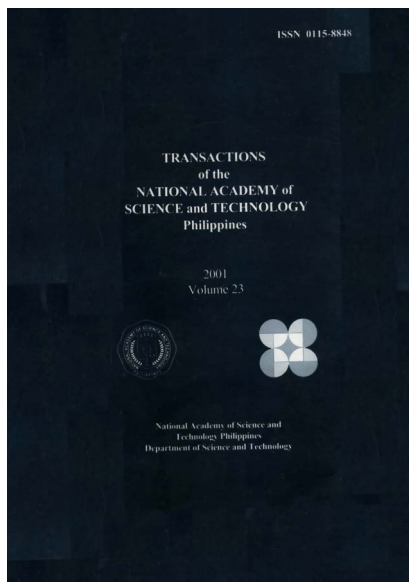 ISSN 0115-8848
TRANSACTIONS
of the
NATIONAL ACADEMY of
SCIENCE and TECHNOLOGY
Philippines
2001
Volume 23
National Academy of Science and
Technology Philippines
Department of Science and Technology